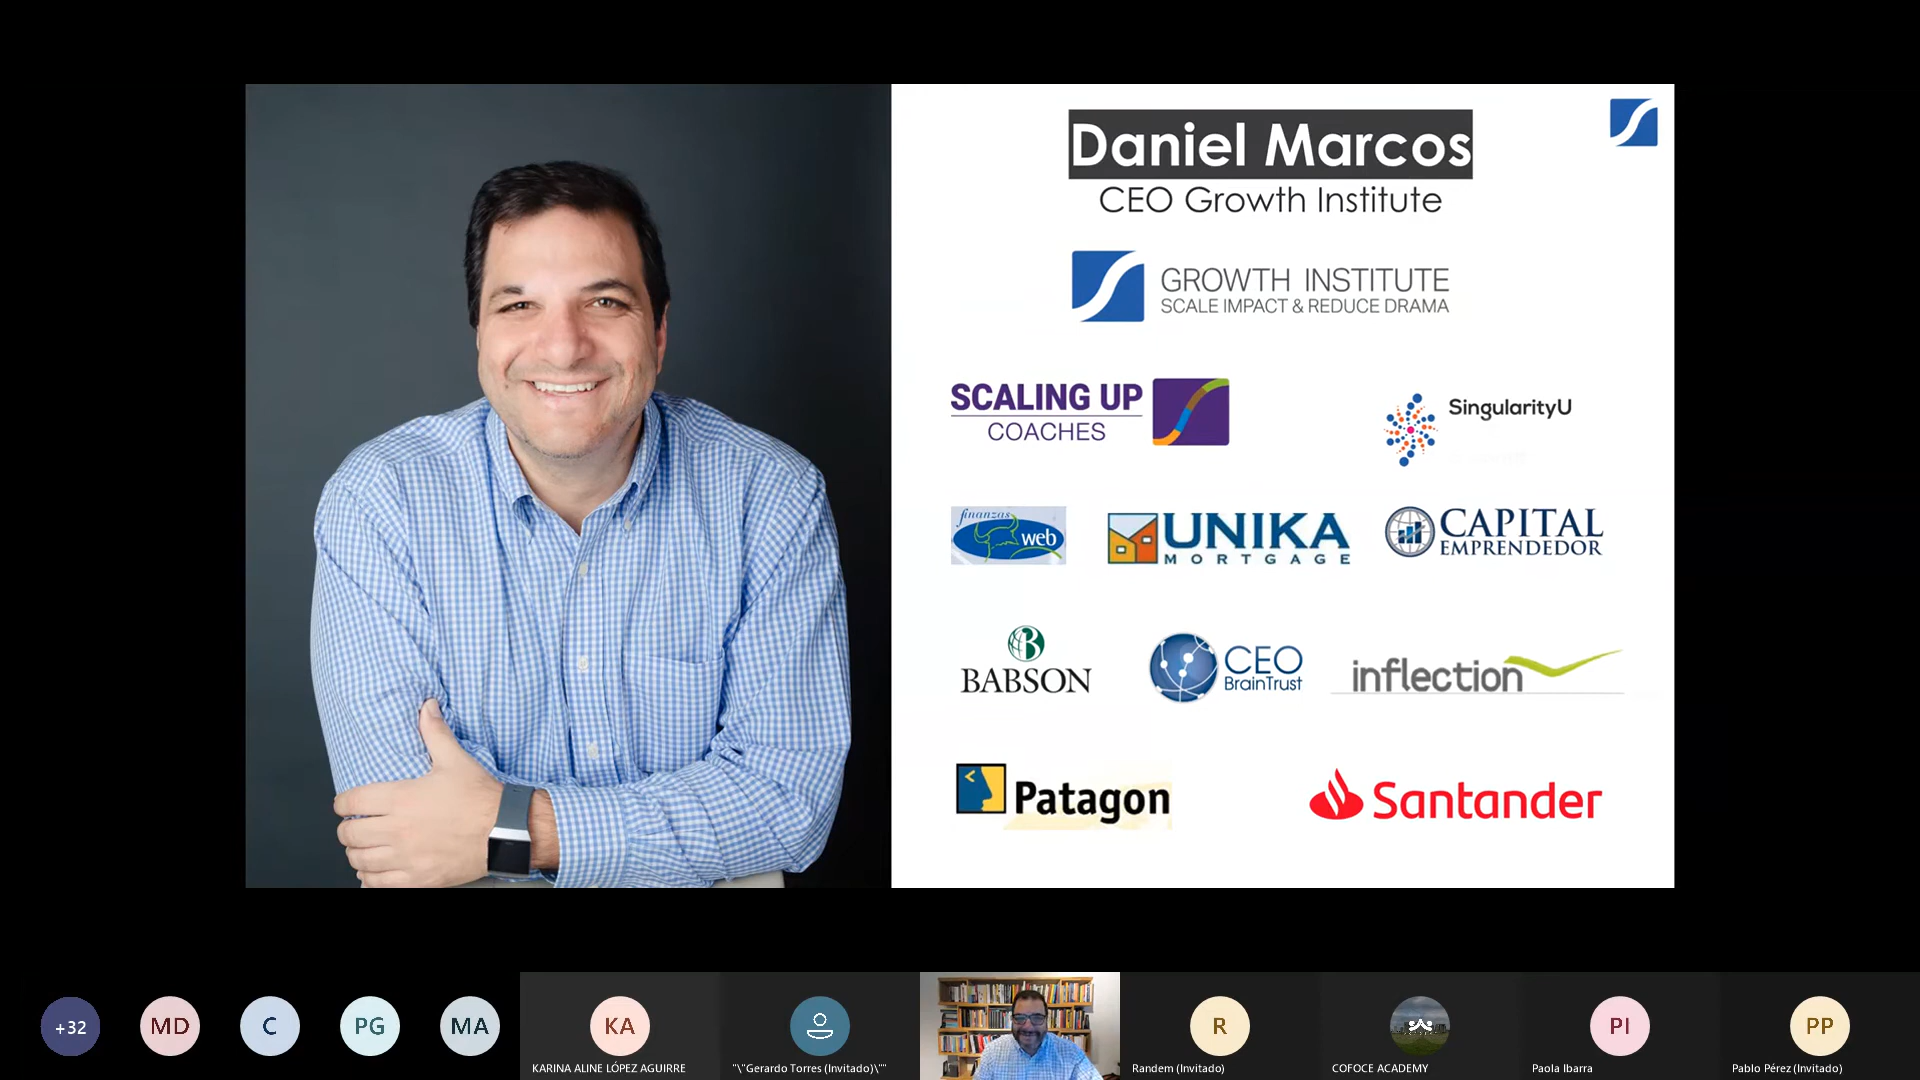 Daniel Marcos
CEO Growth Institute
GROWTH INSTITUTE
SCALE IMPACT & REDUCE DRAMA
SCALING UP
COACHES
SingularityU
finanzas
web
UNIKA
MORTGAGE
CAPITAL
EMPRENDEDOR
B
BABSON
CEO
BrainTrust
inflection
Patagon
Santander
+32
MD
C
PG
MA
KA
KARINA ALINE LÓPEZ AGUIRRE
"\"Gerardo Torres (Invitado)\""
R
Randem (Invitado)
COFOCE ACADEMY
PI
Paola Ibarra
PP
Pablo Pérez (Invitado)